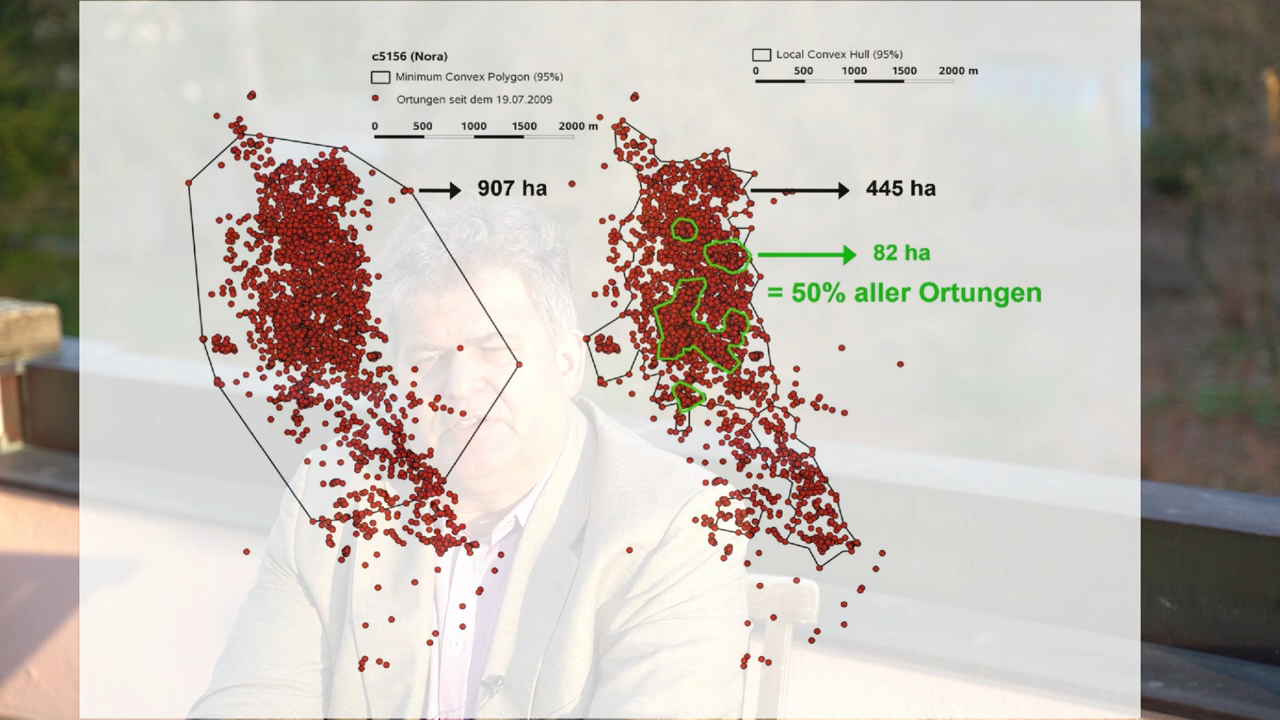 c5156 (Nora)
Minimum Convex Polygon (95%)
Ortungen seit dem 19.07.2009
0 500 1000 1500 2000 m
907 ha
Local Convex Hull (95%)
0 500 1000 1500 2000 m
445 ha
82 ha
= 50% aller Ortungen